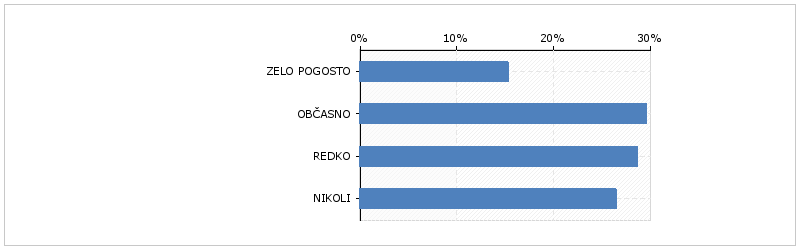 0% 10% 20% 30%
ZELO POGOSTO
OBČASNO
REDKO
NIKOLI